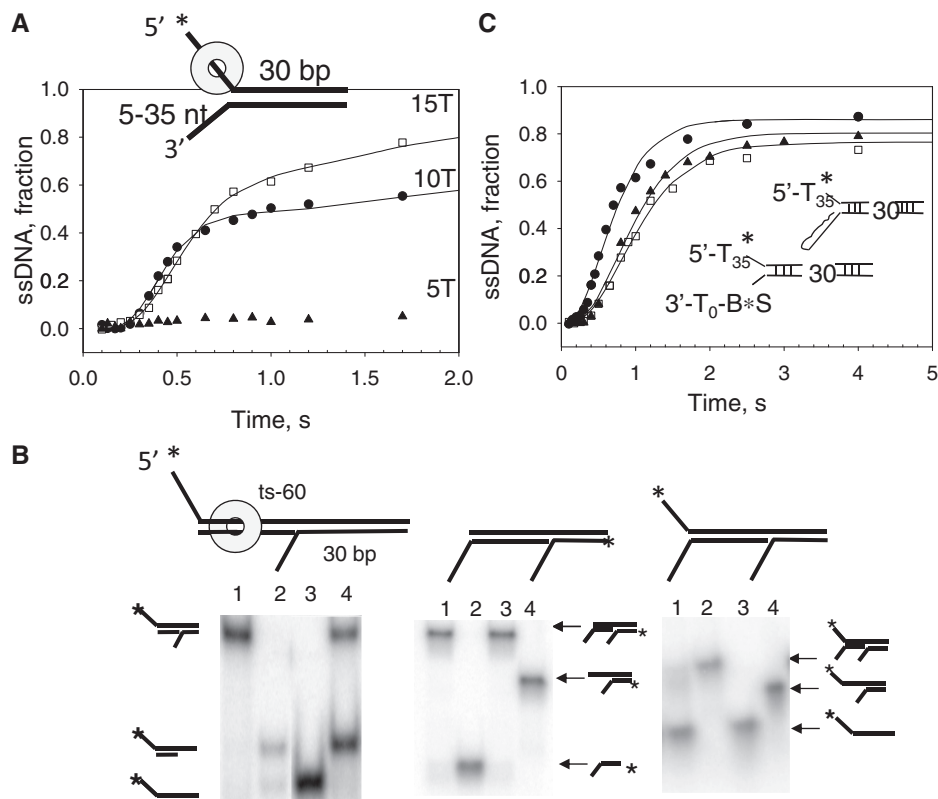 A
5' *
30 bp
5-35 nt
3'
15T
10T
5T
ssDNA, fraction
1.0
0.8
0.6
0.4
0.2
0.0
0.0 0.5 1.0 1.5 2.0
Time, s
C
ssDNA, fraction
1.0
0.8
0.6
0.4
0.2
0.0
5'-T35 *
30
5'-T35 *
30
3'-T0-B*S
0 1 2 3 4 5
Time, s
B
5' *
ts-60
30 bp
*
*
1 2 3 4
1 2 3 4
1 2 3 4
*
*
*
*
*
*
*
*
*